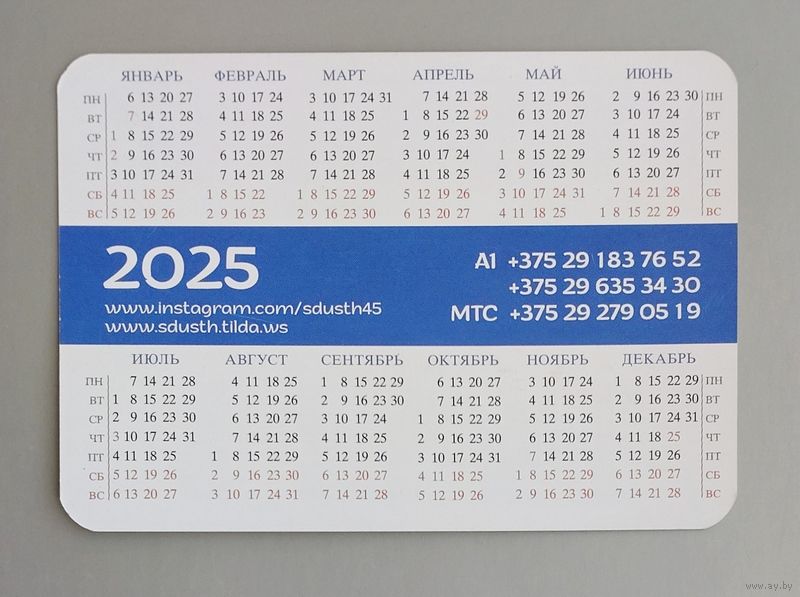 ЯНВАРЬ ФЕВРАЛЬ МАРТ АПРЕЛЬ МАЙ ИЮНЬ
ПН 6 13 20 27 3 10 17 24 3 10 17 24 31 7 14 21 28 5 12 19 26 2 9 16 23 30 ПН
ВТ 7 14 21 28 4 11 18 25 4 11 18 25 1 8 15 22 29 6 13 20 27 3 10 17 24 ВТ
СР 1 8 15 22 29 5 12 19 26 5 12 19 26 2 9 16 23 30 7 14 21 28 4 11 18 25 СР
ЧТ 2 9 16 23 30 6 13 20 27 6 13 20 27 3 10 17 24 1 8 15 22 29 5 12 19 26 ЧТ
ПТ 3 10 17 24 31 7 14 21 28 7 14 21 28 4 11 18 25 2 9 16 23 30 6 13 20 27 ПТ
СБ 4 11 18 25 1 8 15 22 1 8 15 22 29 5 12 19 26 3 10 17 24 31 7 14 21 28 СБ
ВС 5 12 19 26 2 9 16 23 2 9 16 23 30 6 13 20 27 4 11 18 25 1 8 15 22 29 ВС
2025
www.instagram.com/sdusth45
www.sdusth.tilda.ws
A1 +375 29 183 76 52
+375 29 635 34 30
МТС +375 29 279 05 19
ИЮЛЬ АВГУСТ СЕНТЯБРЬ ОКТЯБРЬ НОЯБРЬ ДЕКАБРЬ
ПН 7 14 21 28 4 11 18 25 1 8 15 22 29 6 13 20 27 3 10 17 24 1 8 15 22 29 ПН
ВТ 1 8 15 22 29 5 12 19 26 2 9 16 23 30 7 14 21 28 4 11 18 25 2 9 16 23 30 ВТ
СР 2 9 16 23 30 6 13 20 27 3 10 17 24 1 8 15 22 29 5 12 19 26 3 10 17 24 31 СР
ЧТ 3 10 17 24 31 7 14 21 28 4 11 18 25 2 9 16 23 30 6 13 20 27 4 11 18 25 ЧТ
ПТ 4 11 18 25 1 8 15 22 29 5 12 19 26 3 10 17 24 31 7 14 21 28 5 12 19 26 ПТ
СБ 5 12 19 26 2 9 16 23 30 6 13 20 27 4 11 18 25 1 8 15 22 29 6 13 20 27 СБ
ВС 6 13 20 27 3 10 17 24 31 7 14 21 28 5 12 19 26 2 9 16 23 30 7 14 21 28 ВС
www.ay.by